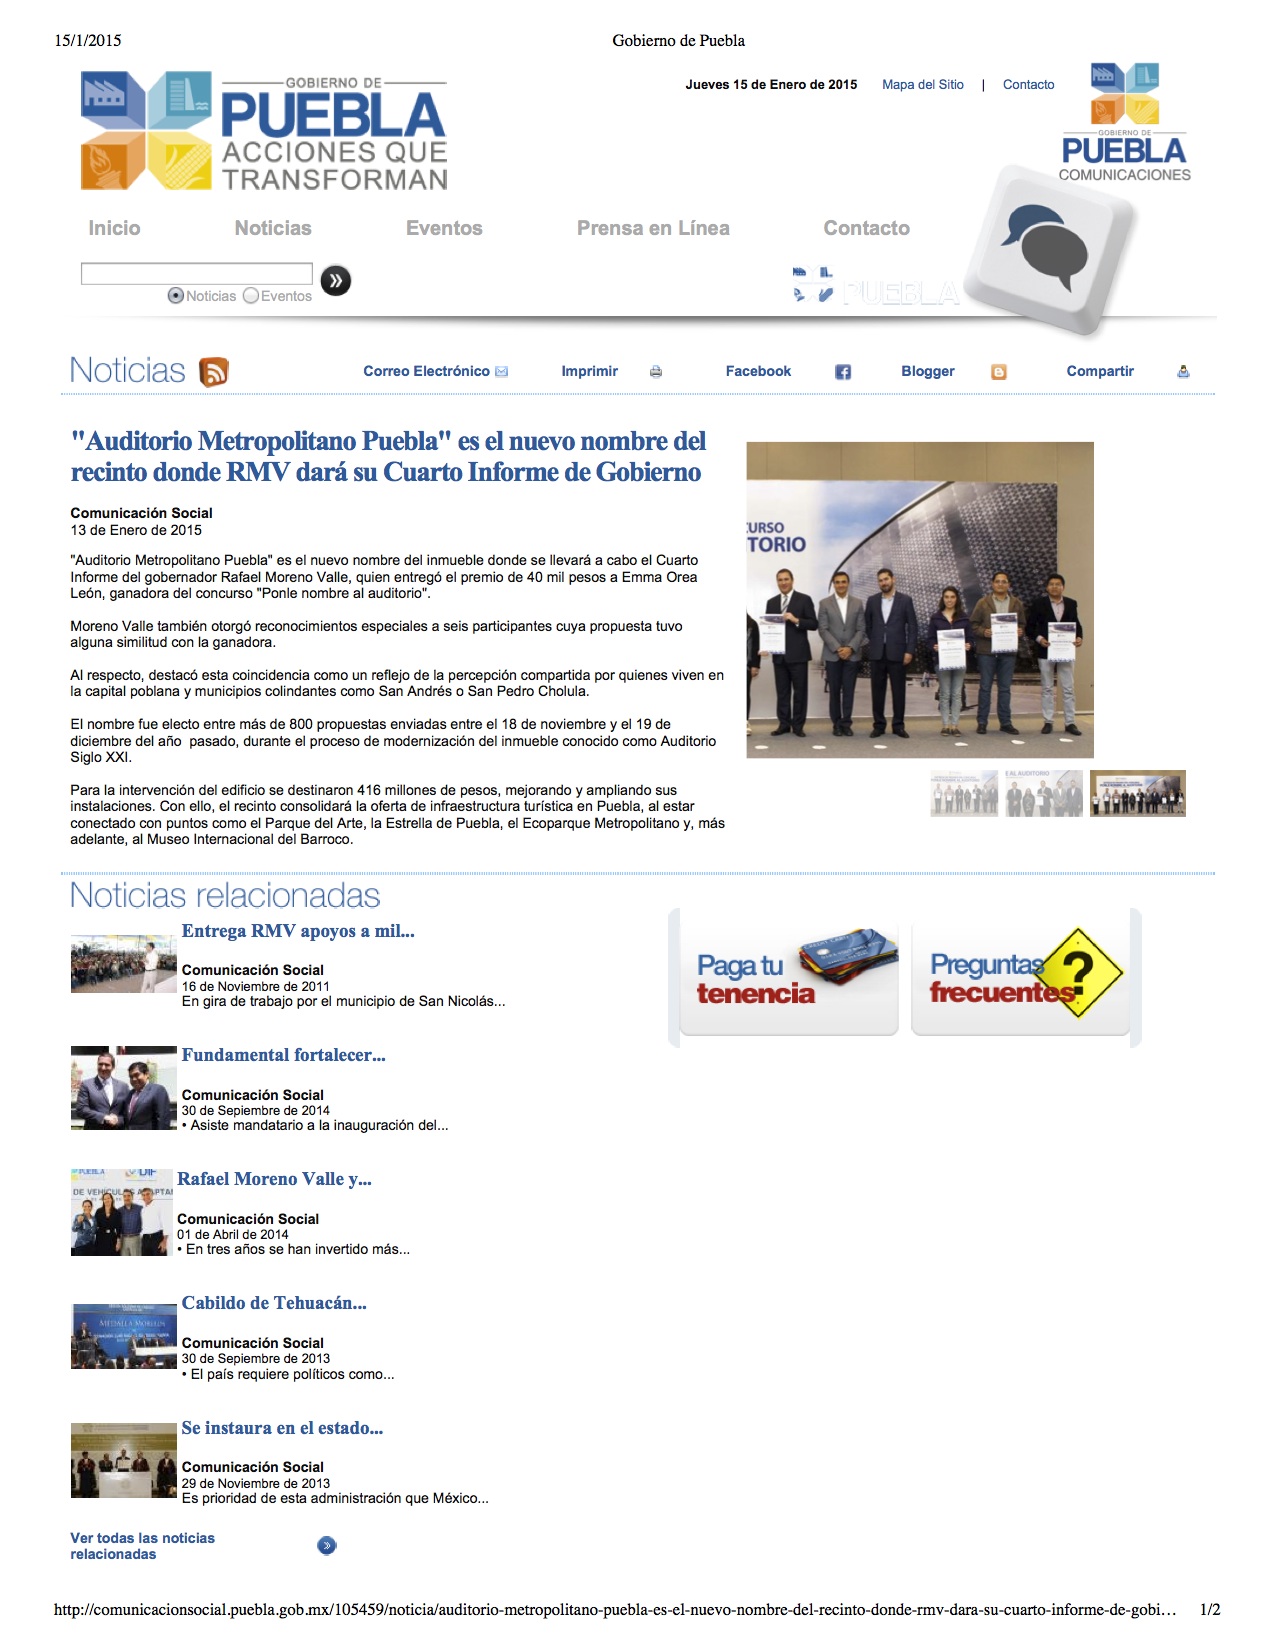 15/1/2015
Gobierno de Puebla
GOBIERNO DE
PUEBLA
ACCIONES QUE
TRANSFORMAN
Jueves 15 de Enero de 2015 Mapa del Sitio | Contacto
GOBIERNO DE
PUEBLA
COMUNICACIONES
Inicio Noticias Eventos Prensa en Línea Contacto
Noticias Eventos
PUEBLA
Noticias
Correo Electrónico Imprimir Facebook Blogger Compartir
"Auditorio Metropolitano Puebla" es el nuevo nombre del
recinto donde RMV dará su Cuarto Informe de Gobierno
Comunicación Social
13 de Enero de 2015
"Auditorio Metropolitano Puebla" es el nuevo nombre del inmueble donde se llevará a cabo el Cuarto
Informe del gobernador Rafael Moreno Valle, quien entregó el premio de 40 mil pesos a Emma Orea
León, ganadora del concurso "Ponle nombre al auditorio".
Moreno Valle también otorgó reconocimientos especiales a seis participantes cuya propuesta tuvo
alguna similitud con la ganadora.
Al respecto, destacó esta coincidencia como un reflejo de la percepción compartida por quienes viven en
la capital poblana y municipios colindantes como San Andrés o San Pedro Cholula.
El nombre fue electo entre más de 800 propuestas enviadas entre el 18 de noviembre y el 19 de
diciembre del año  pasado, durante el proceso de modernización del inmueble conocido como Auditorio
Siglo XXI.
Para la intervención del edificio se destinaron 416 millones de pesos, mejorando y ampliando sus
instalaciones. Con ello, el recinto consolidará la oferta de infraestructura turística en Puebla, al estar
conectado con puntos como el Parque del Arte, la Estrella de Puebla, el Ecoparque Metropolitano y, más
adelante, al Museo Internacional del Barroco.
CURSO
TORIO
E AL AUDITORIO
Noticias relacionadas
Entrega RMV apoyos a mil...
Comunicación Social
16 de Noviembre de 2011
En gira de trabajo por el municipio de San Nicolás...
Fundamental fortalecer...
Comunicación Social
30 de Sepiembre de 2014
• Asiste mandatario a la inauguración del...
Rafael Moreno Valle y...
Comunicación Social
01 de Abril de 2014
• En tres años se han invertido más...
PUEBLA DIF
DE VEHÍCULOS ADAPTA
Cabildo de Tehuacán...
Comunicación Social
30 de Sepiembre de 2013
• El país requiere políticos como...
MEDALLA MORELIN
Se instaura en el estado...
Comunicación Social
29 de Noviembre de 2013
Es prioridad de esta administración que México...
Ver todas las noticias
relacionadas
Paga tu
tenencia
Preguntas
frecuentes
?
http://comunicacionsocial.puebla.gob.mx/105459/noticia/auditorio-metropolitano-puebla-es-el-nuevo-nombre-del-recinto-donde-rmv-dara-su-cuarto-informe-de-gobi… 1/2